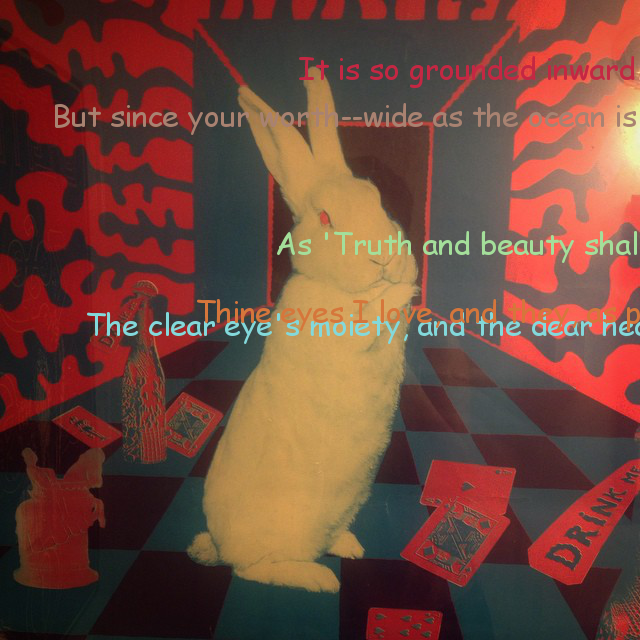 It is so grounded inward
But since your worth--wide as the ocean is
As 'Truth and beauty shal
Thine eyes I love, and they, as p
The clear eye's moiety, and the dear hea
DRINK ME